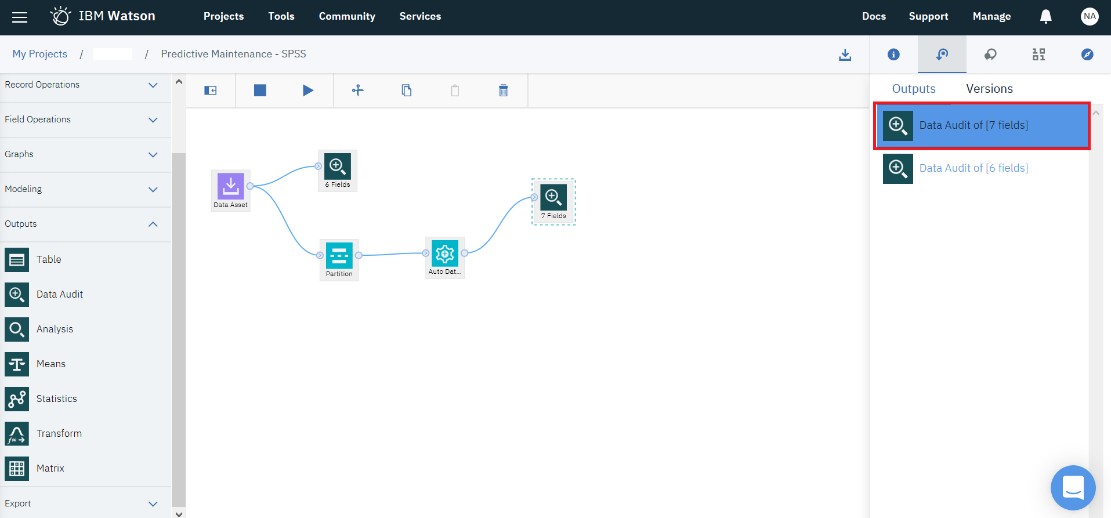 IBM Watson
Projects Tools Community Services
Docs Support Manage
NA
My Projects / / Predictive Maintenance - SPSS
Record Operations
Field Operations
Graphs
Modeling
Outputs
Table
Data Audit
Analysis
Means
Statistics
Transform
Matrix
Export
Data Asset
6 Fields
Partition
Auto Dat...
7 Fields
Outputs Versions
Data Audit of [7 fields]
Data Audit of [6 fields]